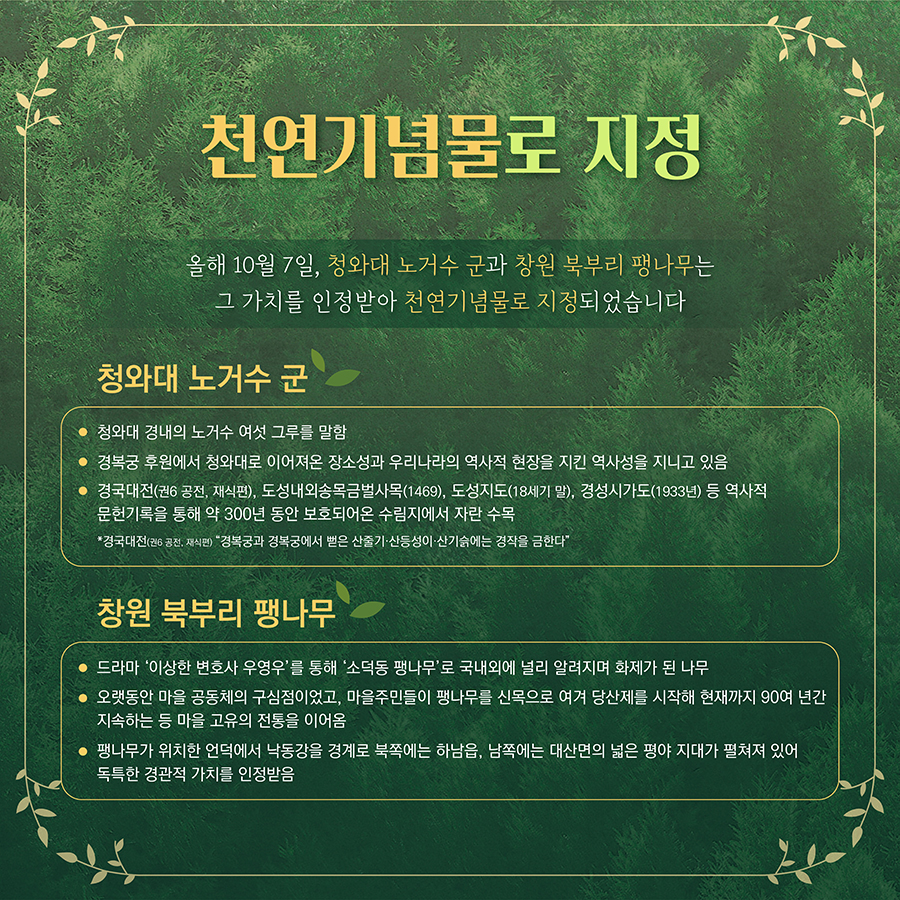 천연기념물로 지정
올해 10월 7일, 청와대 노거수 군과 창원 북부리 팽나무는
그 가치를 인정받아 천연기념물로 지정되었습니다
청와대 노거수 군
● 청와대 경내의 노거수 여섯 그루를 말함
● 경복궁 후원에서 청와대로 이어져온 장소성과 우리나라의 역사적 현장을 지킨 역사성을 지니고 있음
● 경국대전(권6 공전, 재식편), 도성내외송목금벌사목(1469), 도성지도(18세기 말), 경성시가도(1933년) 등 역사적
문헌기록을 통해 약 300년 동안 보호되어온 수림지에서 자란 수목
*경국대전(권6 공전, 재식편) “경복궁과 경복궁에서 뻗은 산줄기·산등성이·산기슭에는 경작을 금한다”
창원 북부리 팽나무
● 드라마 ‘이상한 변호사 우영우’를 통해 ‘소덕동 팽나무’로 국내외에 널리 알려지며 화제가 된 나무
● 오랫동안 마을 공동체의 구심점이었고, 마을주민들이 팽나무를 신목으로 여겨 당산제를 시작해 현재까지 90여 년간
지속하는 등 마을 고유의 전통을 이어옴
● 팽나무가 위치한 언덕에서 낙동강을 경계로 북쪽에는 하남읍, 남쪽에는 대산면의 넓은 평야 지대가 펼쳐져 있어
독특한 경관적 가치를 인정받음